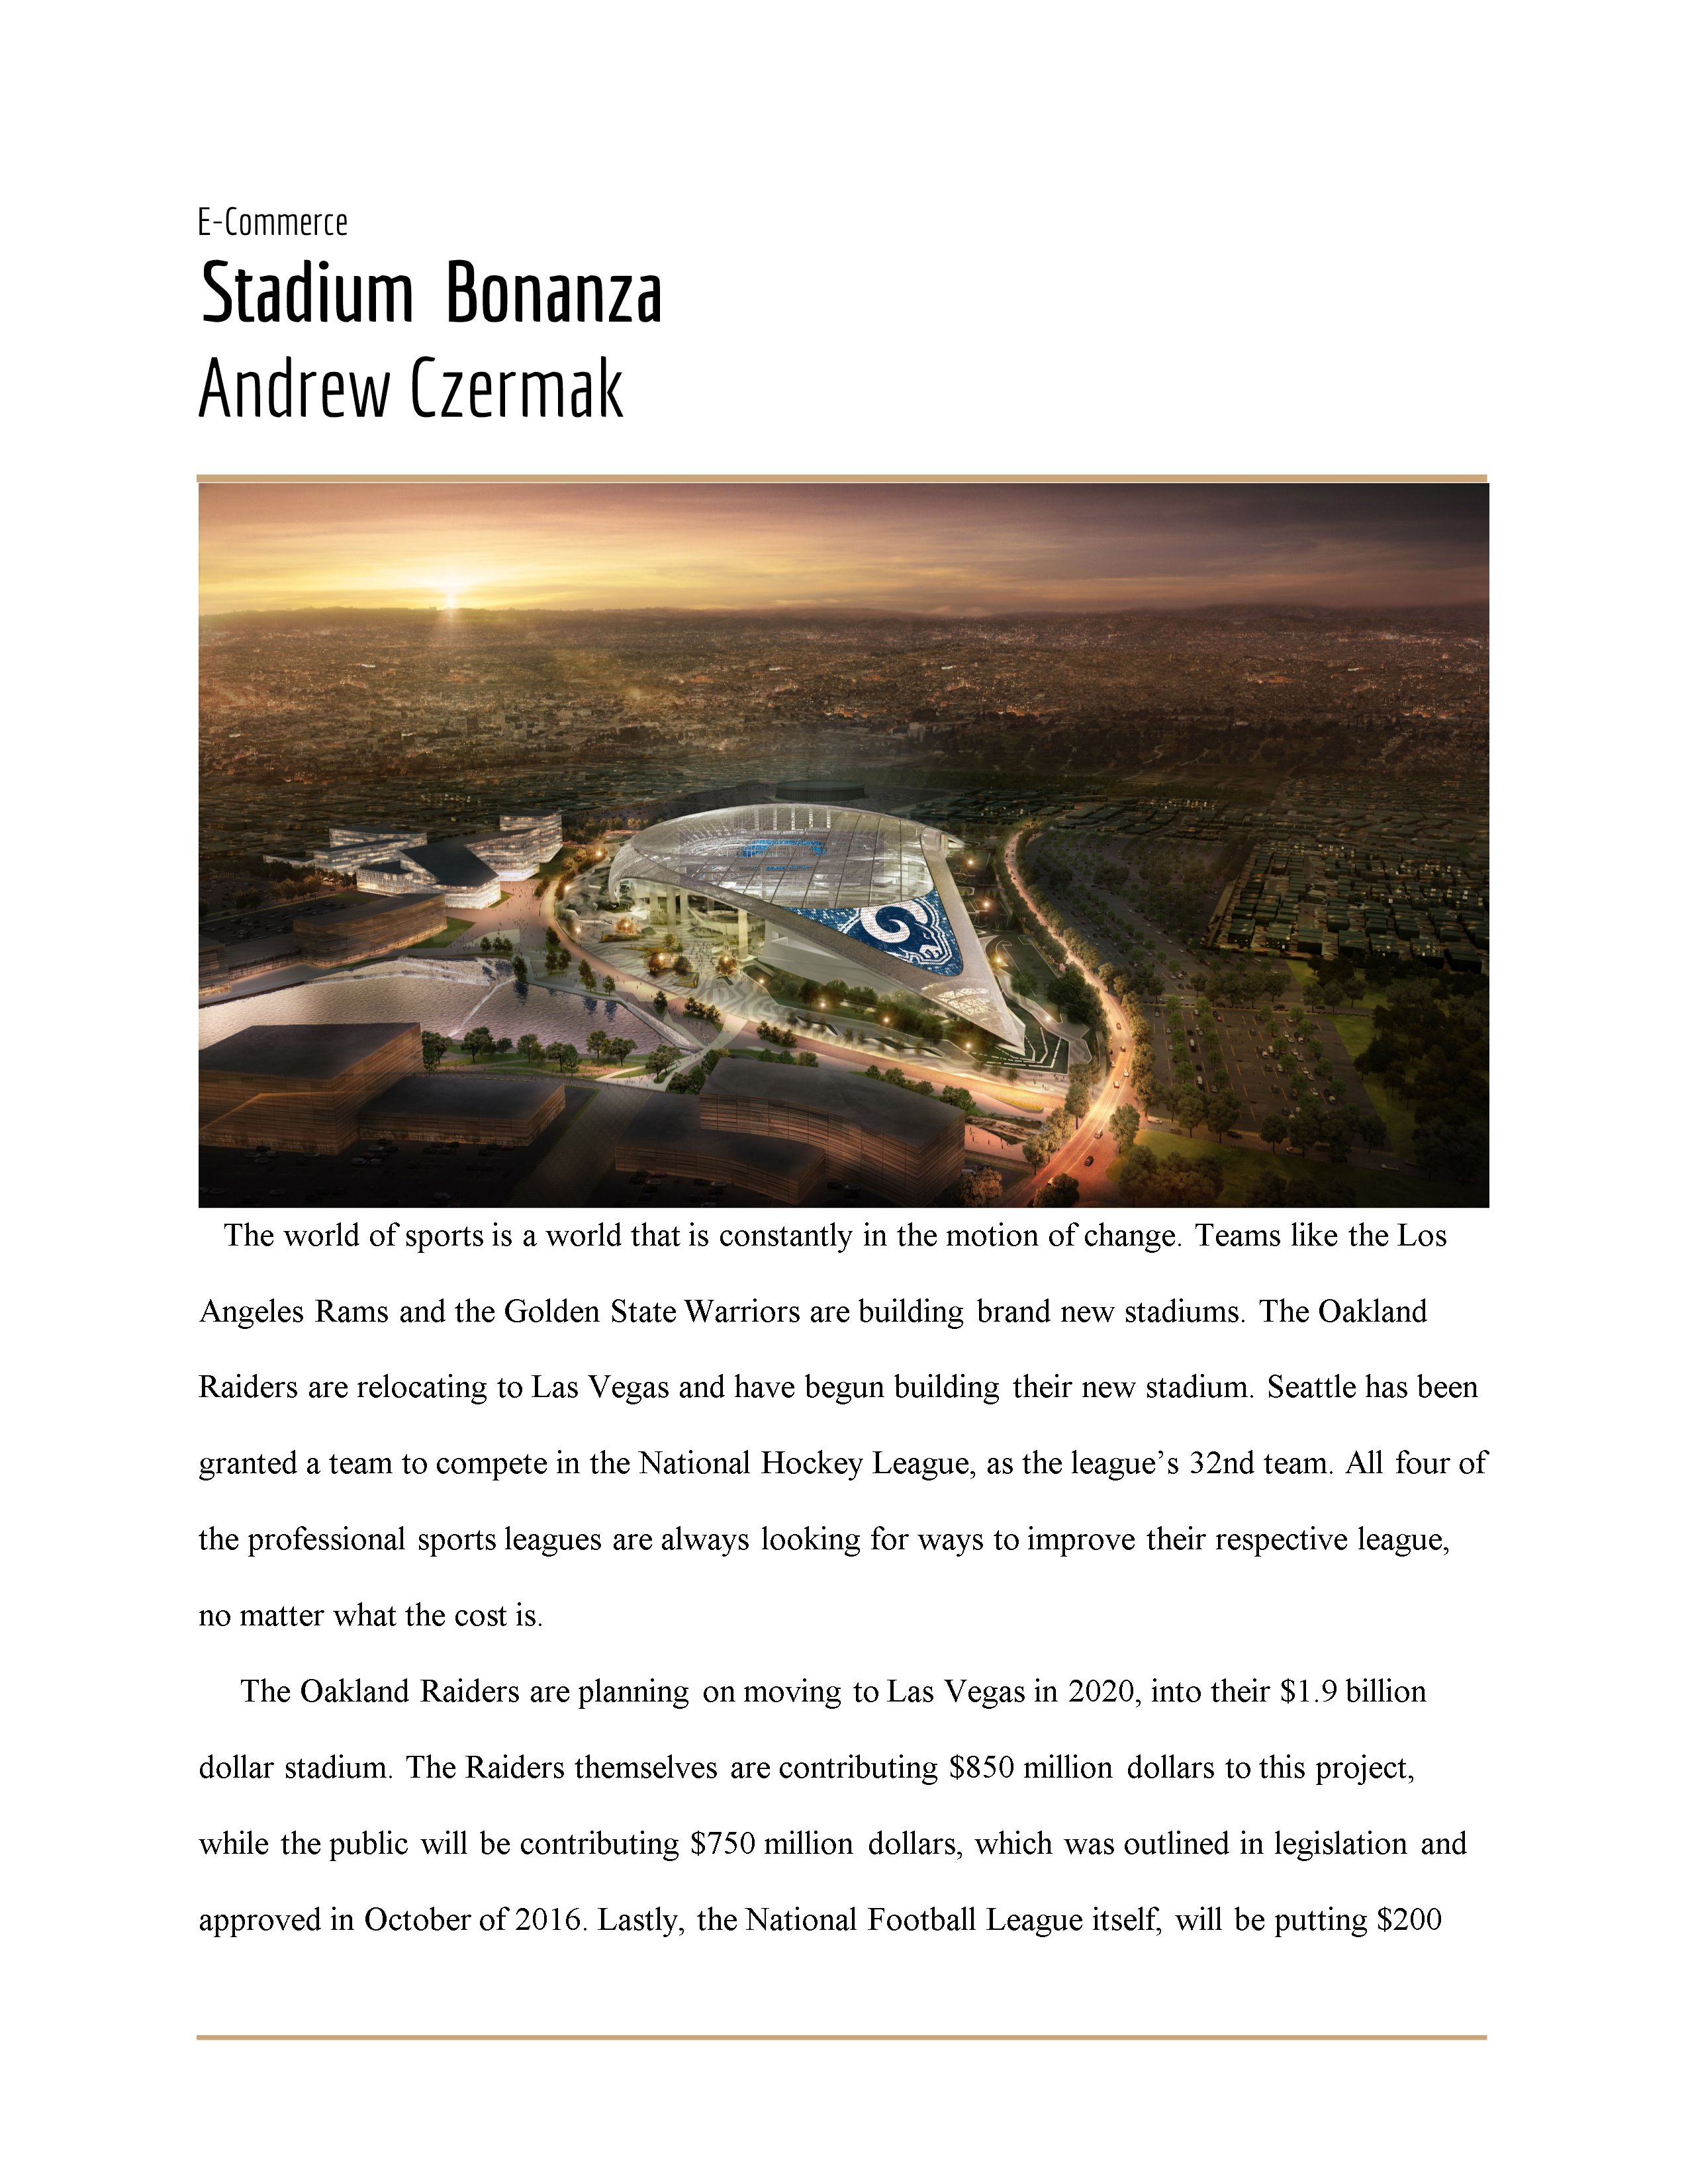 E-Commerce
Stadium Bonanza
Andrew Czermak
The world of sports is a world that is constantly in the motion of change. Teams like the Los
Angeles Rams and the Golden State Warriors are building brand new stadiums. The Oakland
Raiders are relocating to Las Vegas and have begun building their new stadium. Seattle has been
granted a team to compete in the National Hockey League, as the league’s 32nd team. All four of
the professional sports leagues are always looking for ways to improve their respective league,
no matter what the cost is.
The Oakland Raiders are planning on moving to Las Vegas in 2020, into their $1.9 billion
dollar stadium. The Raiders themselves are contributing $850 million dollars to this project,
while the public will be contributing $750 million dollars, which was outlined in legislation and
approved in October of 2016. Lastly, the National Football League itself, will be putting $200